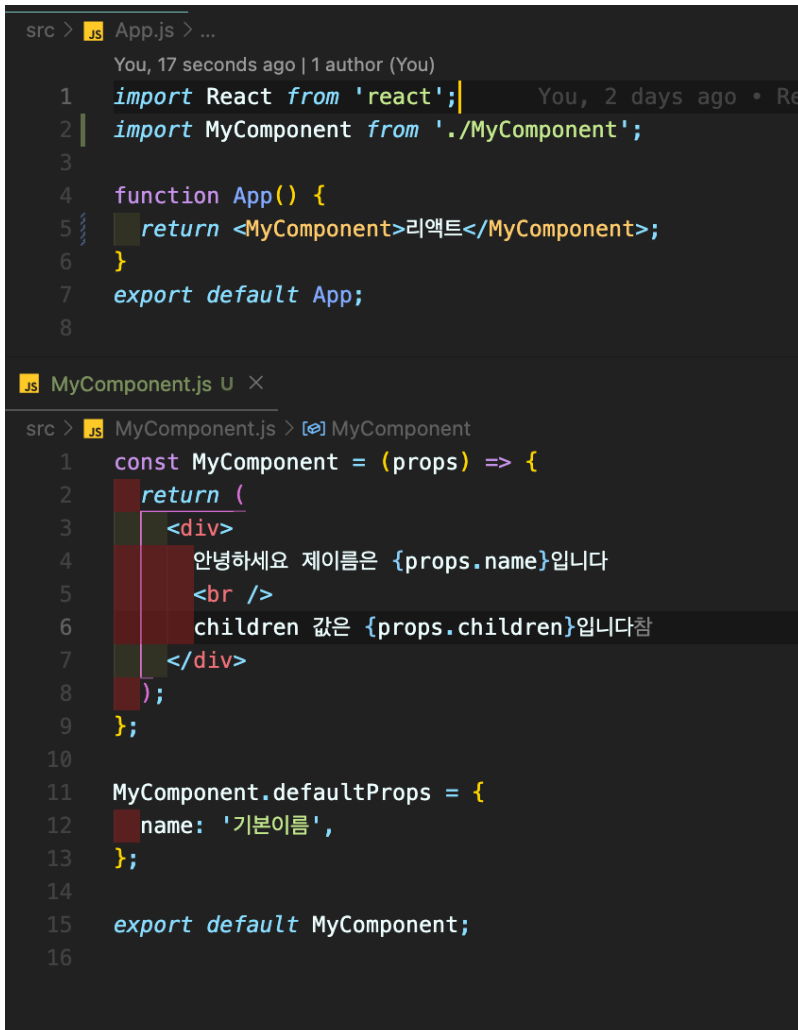 src > JS App.js > ...
You, 17 seconds ago | 1 author (You)
1 import React from 'react'; You, 2 days ago • Re
2 import MyComponent from './MyComponent';
3
4 function App() {
5 return <MyComponent>리액트</MyComponent>;
6 }
7 export default App;
8
JS MyComponent.js U ×
src > JS MyComponent.js > MyComponent
1 const MyComponent = (props) => {
2 return (
3 <div>
4 안녕하세요 제이름은 {props.name}입니다
5 <br />
6 children 값은 {props.children}입니다참
7 </div>
8 );
9 };
10
11 MyComponent.defaultProps = {
12 name: '기본이름',
13 };
14
15 export default MyComponent;
16